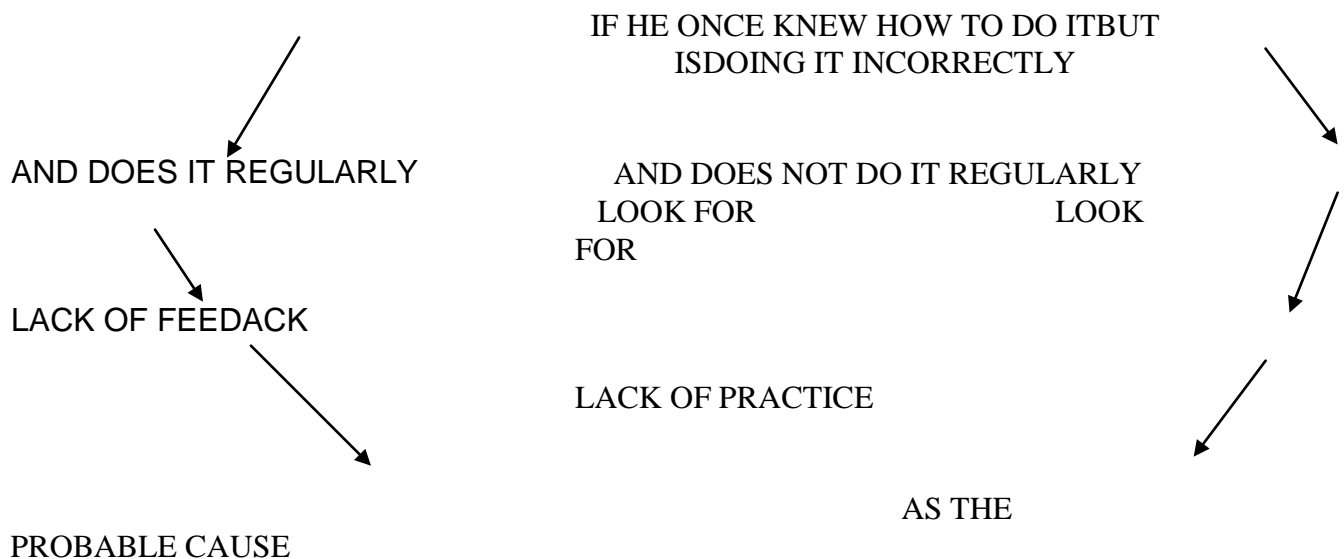 IF HE ONCE KNEW HOW TO DO ITBUT
ISDOING IT INCORRECTLY
AND DOES IT REGULARLY
AND DOES NOT DO IT REGULARLY
LOOK FOR LOOK
FOR
LACK OF FEEDACK
LACK OF PRACTICE
AS THE
PROBABLE CAUSE